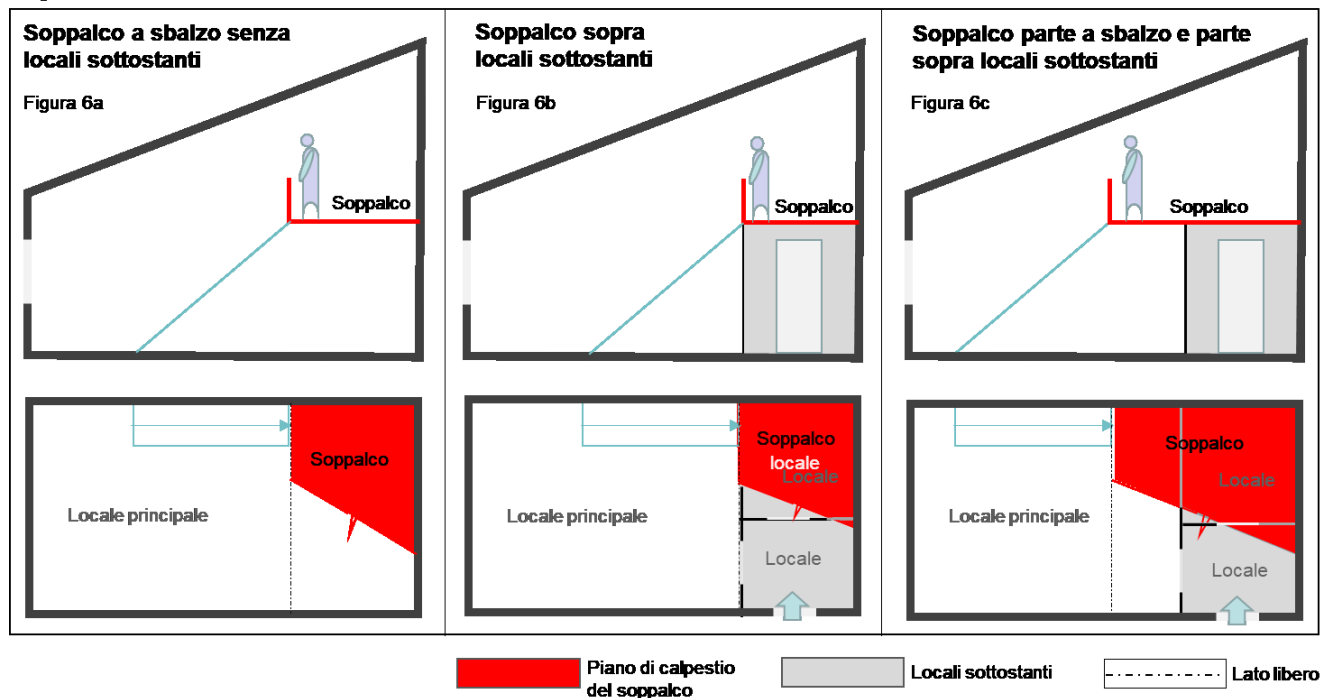 Soppalco a sbalzo senza
locali sottostanti
Figura 6a
Soppalco
Soppalco
Locale principale
Soppalco sopra
locali sottostanti
Figura 6b
Soppalco
Soppalco
locale
Locale
Locale principale
Locale
Soppalco parte a sbalzo e parte
sopra locali sottostanti
Figura 6c
Soppalco
Soppalco
Locale
Locale principale
Locale
Piano di calpestio
del soppalco
Locali sottostanti
Lato libero